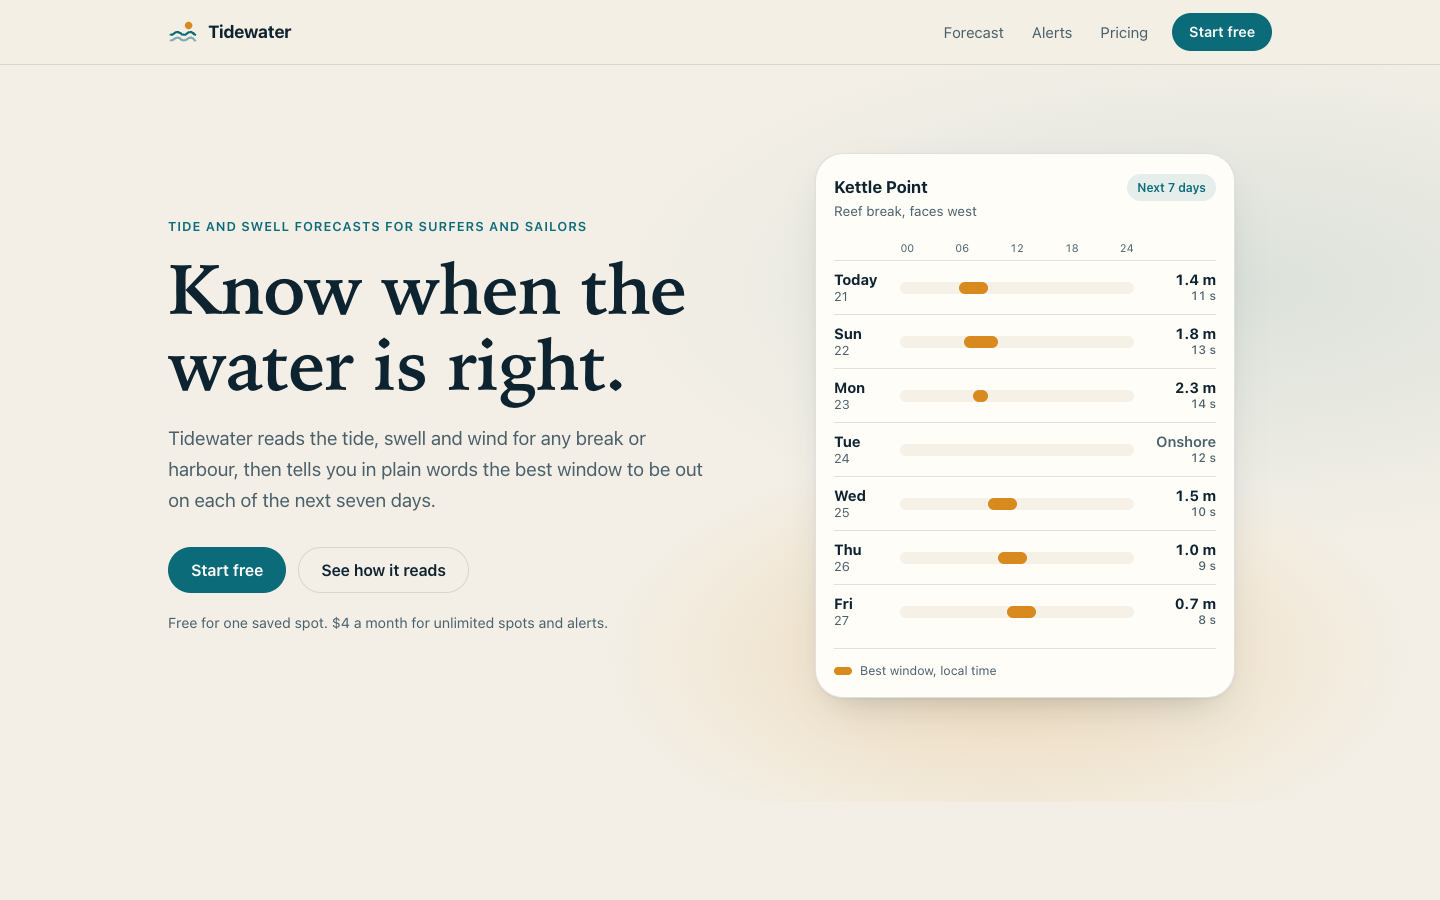 Tidewater
Forecast Alerts Pricing Start free
TIDE AND SWELL FORECASTS FOR SURFERS AND SAILORS
Know when the
water is right.
Tidewater reads the tide, swell and wind for any break or
harbour, then tells you in plain words the best window to be out
on each of the next seven days.
Start free See how it reads
Free for one saved spot. $4 a month for unlimited spots and alerts.
Kettle Point Next 7 days
Reef break, faces west
00 06 12 18 24
Today 1.4 m
21 11 s
Sun 1.8 m
22 13 s
Mon 2.3 m
23 14 s
Tue Onshore
24 12 s
Wed 1.5 m
25 10 s
Thu 1.0 m
26 9 s
Fri 0.7 m
27 8 s
Best window, local time